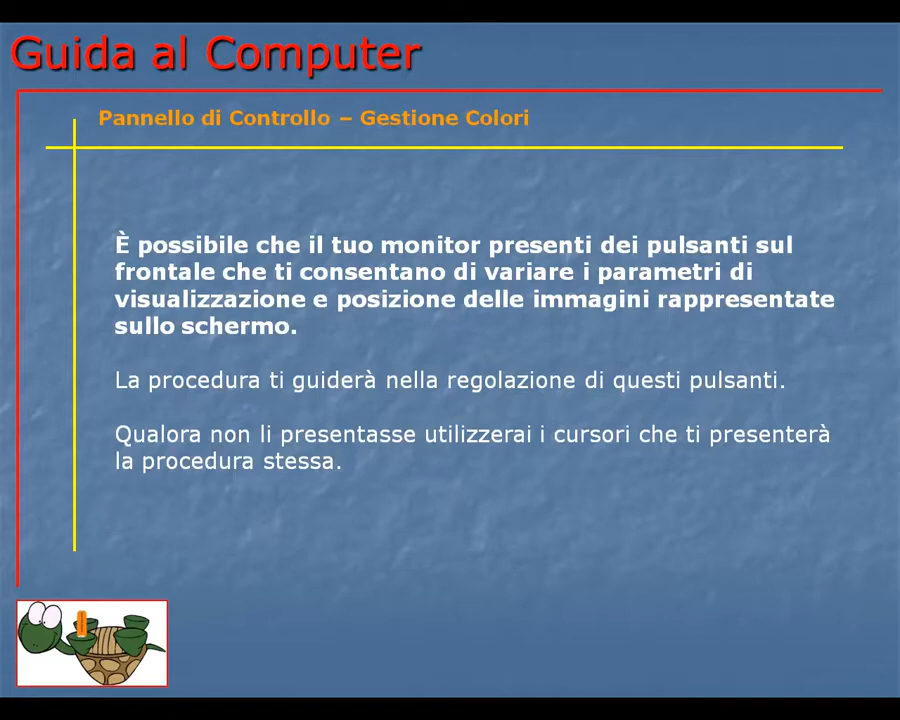 Guida al Computer
Pannello di Controllo – Gestione Colori
È possibile che il tuo monitor presenti dei pulsanti sul
frontale che ti consentano di variare i parametri di
visualizzazione e posizione delle immagini rappresentate
sullo schermo.
La procedura ti guiderà nella regolazione di questi pulsanti.
Qualora non li presentasse utilizzerai i cursori che ti presenterà
la procedura stessa.